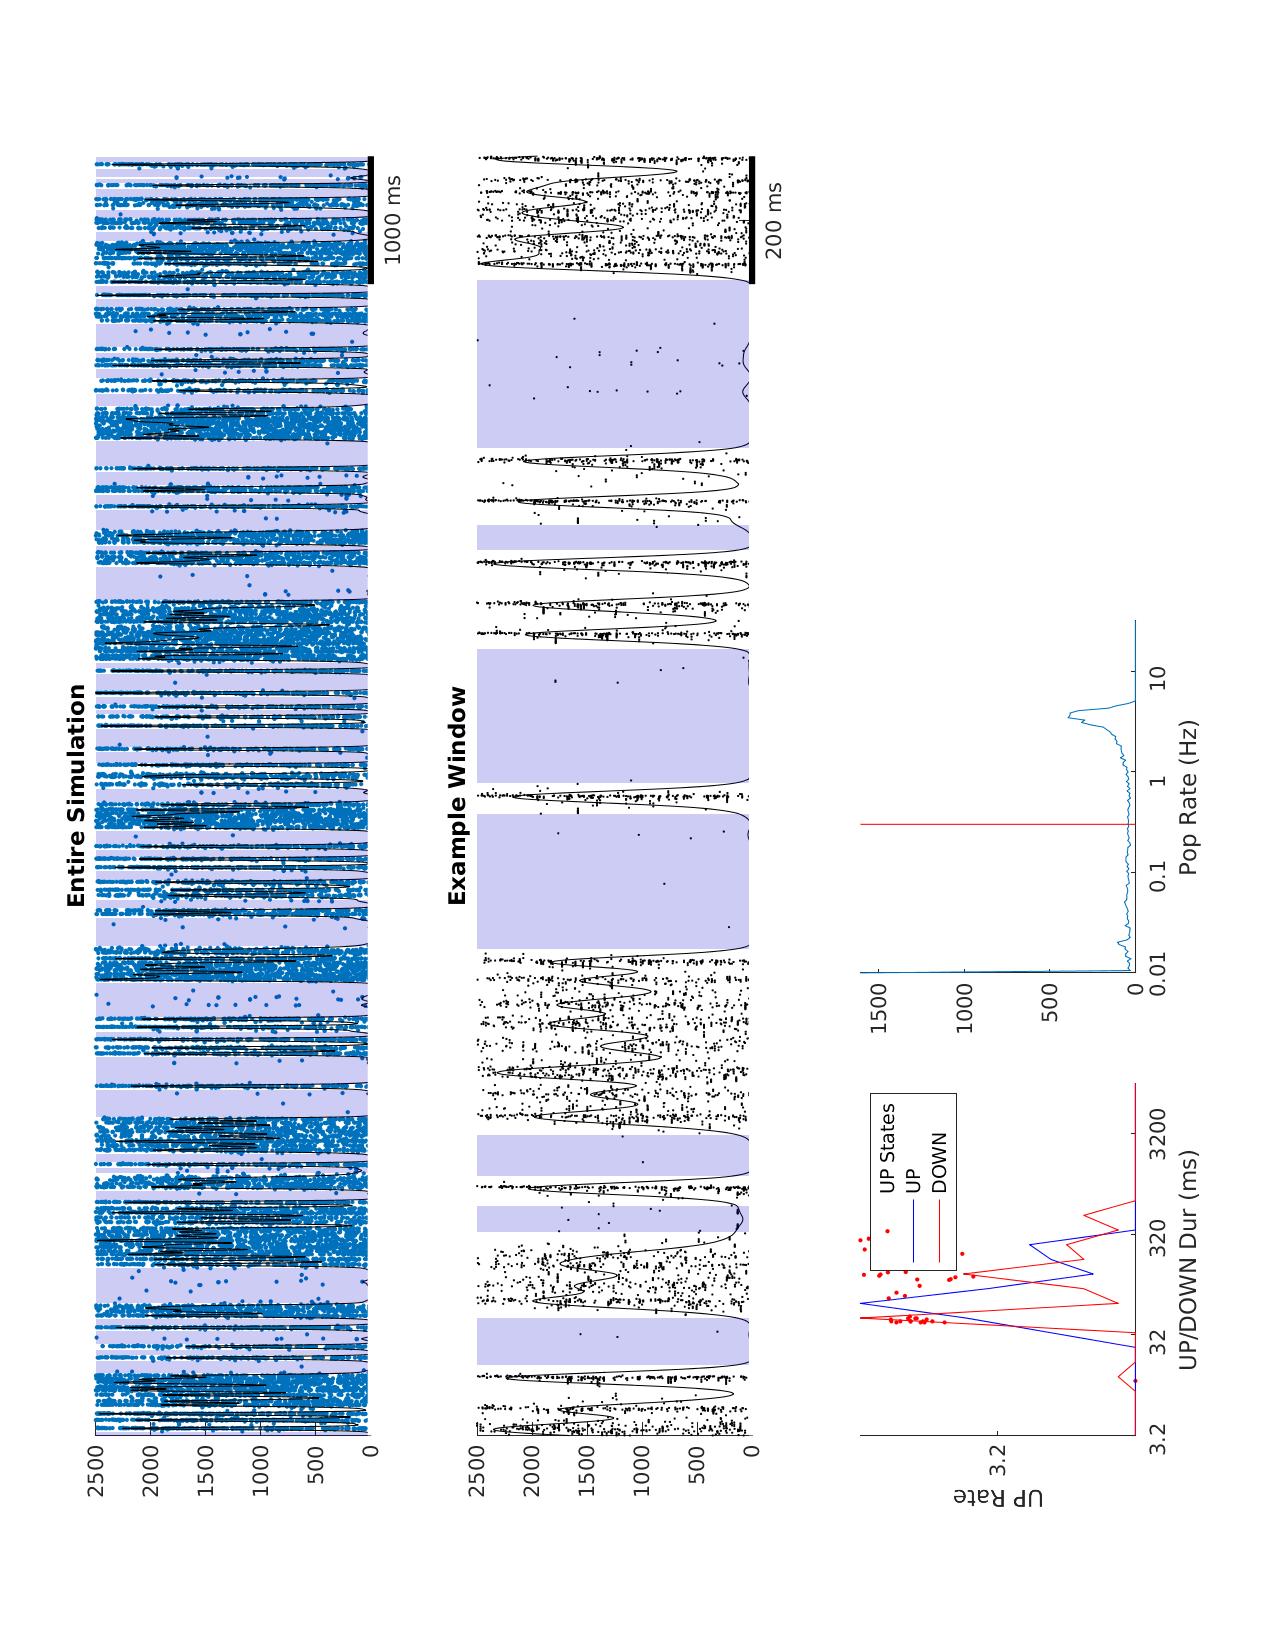 Entire Simulation
2500
2000
1500
1000
500
0
1000 ms
Example Window
2500
2000
1500
1000
500
0
200 ms
UP Rate
3.2
UP States
UP
DOWN
3.2 32 320 3200
UP/DOWN Dur (ms)
1500
1000
500
0
0.01 0.1 1 10
Pop Rate (Hz)